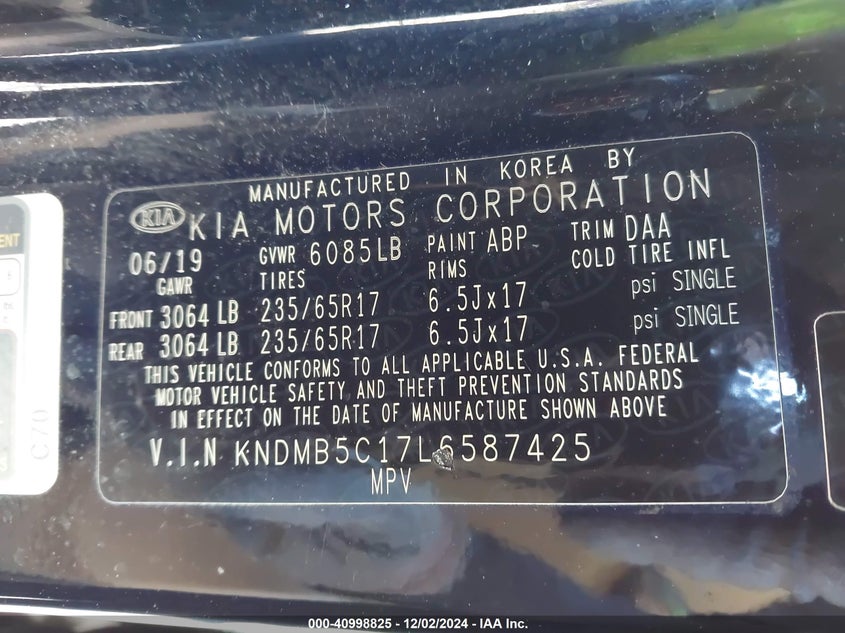 MANUFACTURED IN KOREA BY
KIA KIA MOTORS CORPORATION
06/19 GVWR 6085LB PAINT ABP TRIM DAA
GAWR TIRES RIMS COLD TIRE INFL
FRONT 3064 LB 235/65R17 6.5Jx17 psi SINGLE
REAR 3064 LB 235/65R17 6.5Jx17 psi SINGLE
THIS VEHICLE CONFORMS TO ALL APPLICABLE U.S.A. FEDERAL
MOTOR VEHICLE SAFETY AND THEFT PREVENTION STANDARDS
IN EFFECT ON THE DATE OF MANUFACTURE SHOWN ABOVE
V.I.N KNDMB5C17L6587425
MPV
C70
000-40998825 - 12/02/2024 - IAA Inc.